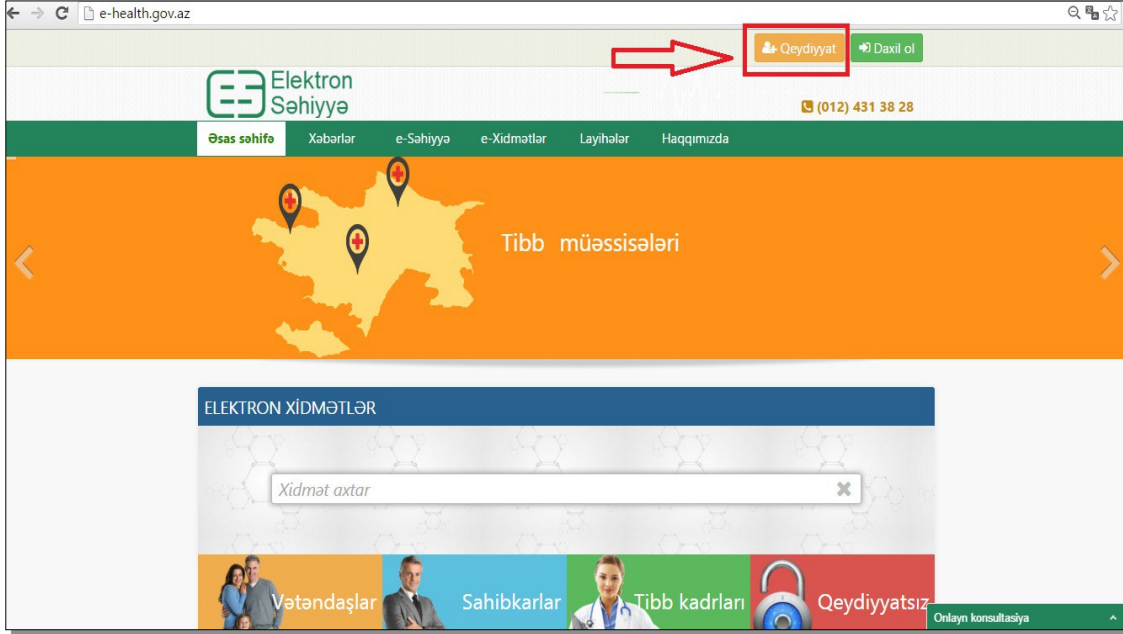 e-health.gov.az
Qeydiyyat
Daxil ol
Elektron
Səhiyyə
(012) 431 38 28
Əsas səhifə Xəbərlər e-Səhiyyə e-Xidmətlər Layihələr Haqqımızda
Tibb müəssisələri
ELEKTRON XİDMƏTLƏR
Xidmət axtar
Vətəndaşlar
Sahibkarlar
Tibb kadrları
Qeydiyyatsız
Onlayn konsultasiya